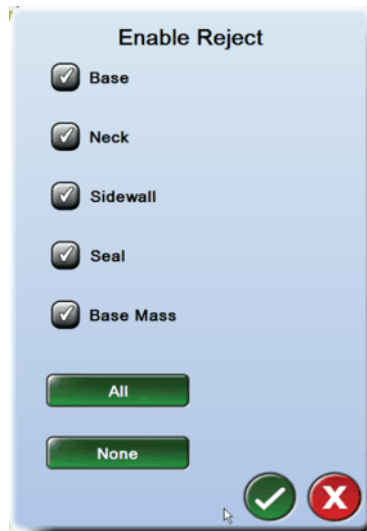 Enable Reject
Base
Neck
Sidewall
Seal
Base Mass
All
None